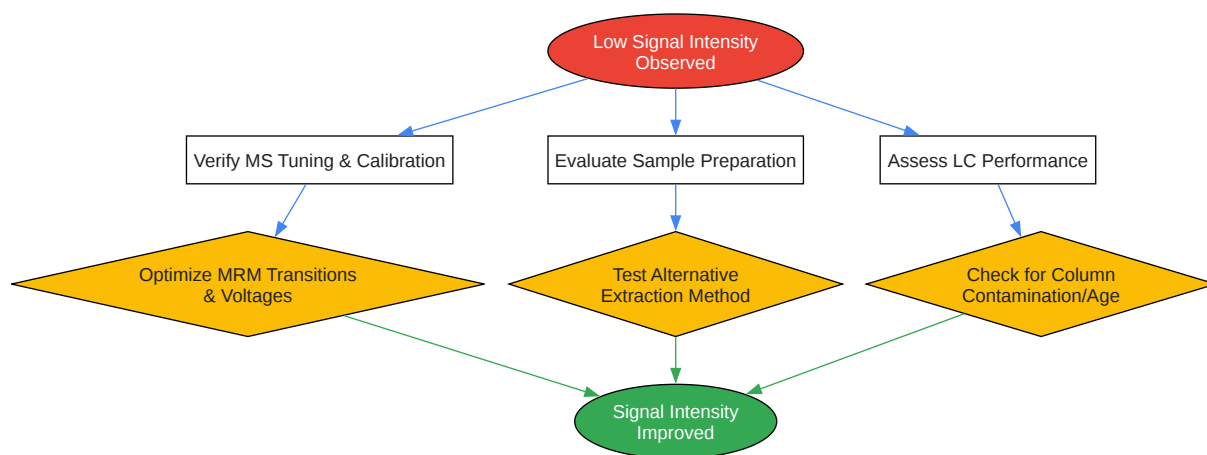 Low Signal Intensity
Observed
Verify MS Tuning & Calibration
Evaluate Sample Preparation
Assess LC Performance
Optimize MRM Transitions
& Voltages
Test Alternative
Extraction Method
Check for Column
Contamination/Age
Signal Intensity
Improved